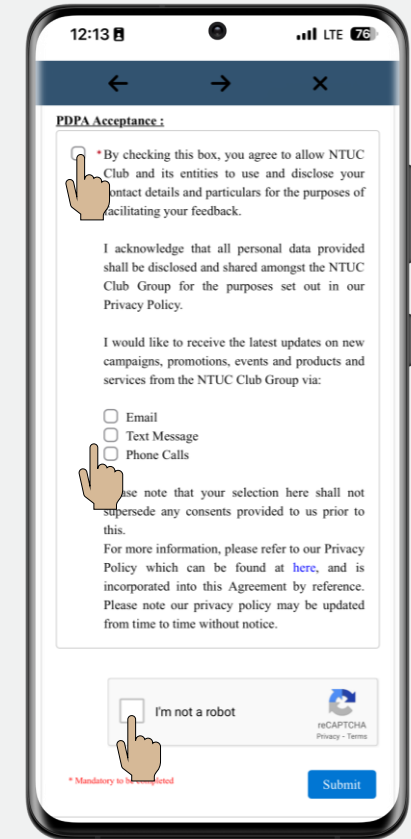 12:13
LTE 76
PDPA Acceptance :
* By checking this box, you agree to allow NTUC
Club and its entities to use and disclose your
contact details and particulars for the purposes of
facilitating your feedback.
I acknowledge that all personal data provided
shall be disclosed and shared amongst the NTUC
Club Group for the purposes set out in our
Privacy Policy.
I would like to receive the latest updates on new
campaigns, promotions, events and products and
services from the NTUC Club Group via:
Email
Text Message
Phone Calls
Please note that your selection here shall not
supersede any consents provided to us prior to
this.
For more information, please refer to our Privacy
Policy which can be found at here, and is
incorporated into this Agreement by reference.
Please note our privacy policy may be updated
from time to time without notice.
I'm not a robot
reCAPTCHA
Privacy - Terms
* Mandatory to be completed
Submit